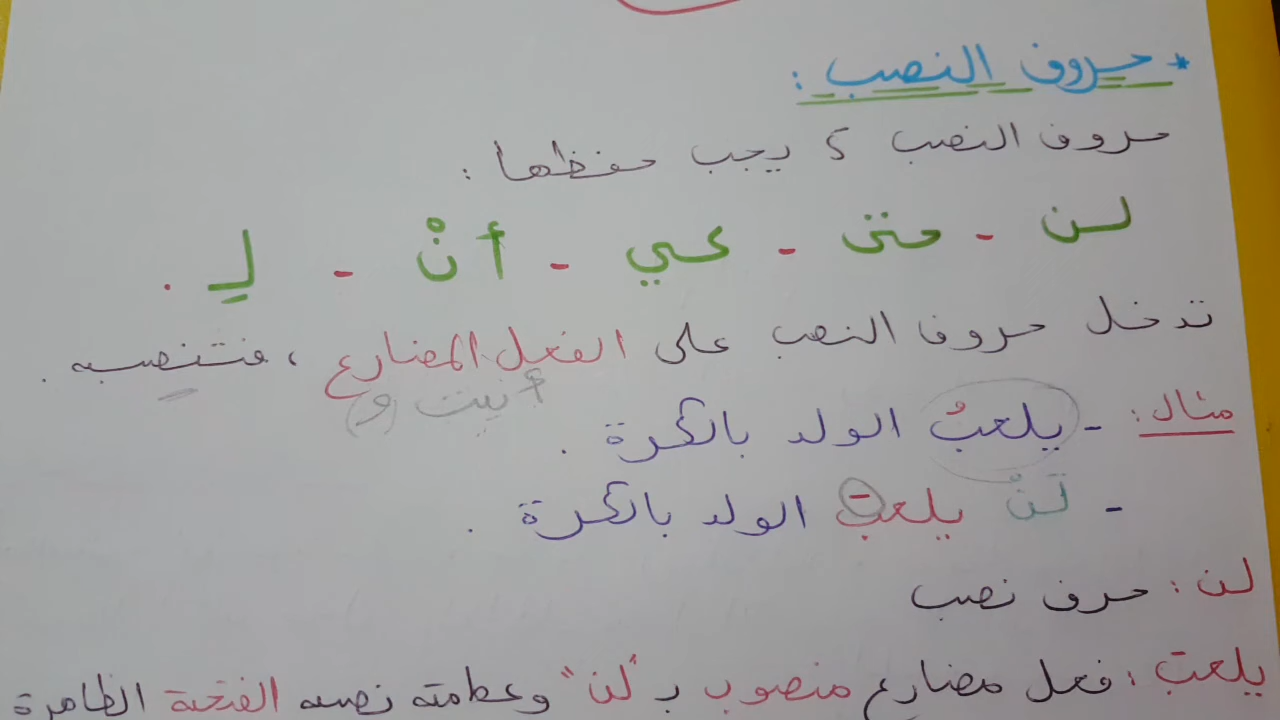 * حروف النصب :
حروف النصب 5 يجب حفظها :
لن - حتى - كي - أنْ - لِ .
تدخل حروف النصب على الفعل المضارع ، فتنصبه .
أنيت (و)
مثال : - يلعبُ الولد بالكرة .
- لنْ يلعبَ الولد بالكرة .
لن : حرف نصب
يلعبَ : فعل مضارع منصوب بـ "لن" وعلامة نصبه الفتحة الظاهرة